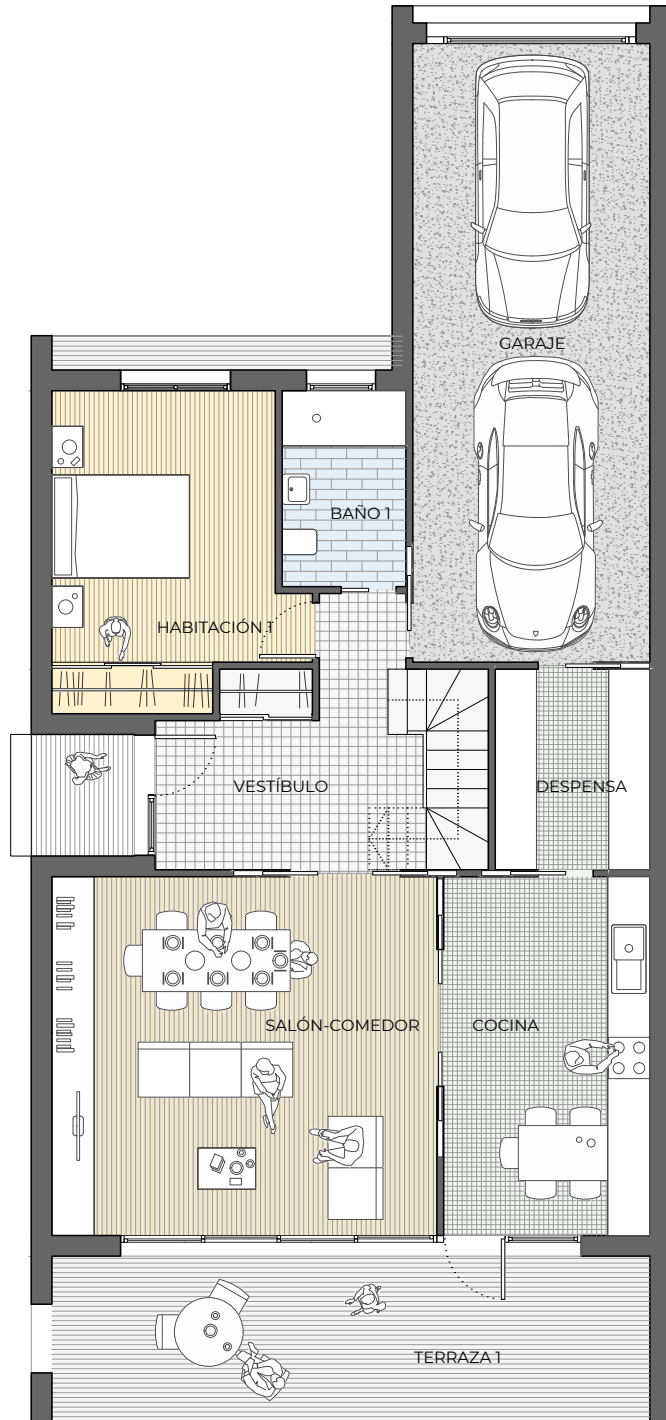 GARAJE
BAÑO 1
HABITACIÓN 1
VESTÍBULO
DESPENSA
SALÓN-COMEDOR
COCINA
TERRAZA 1